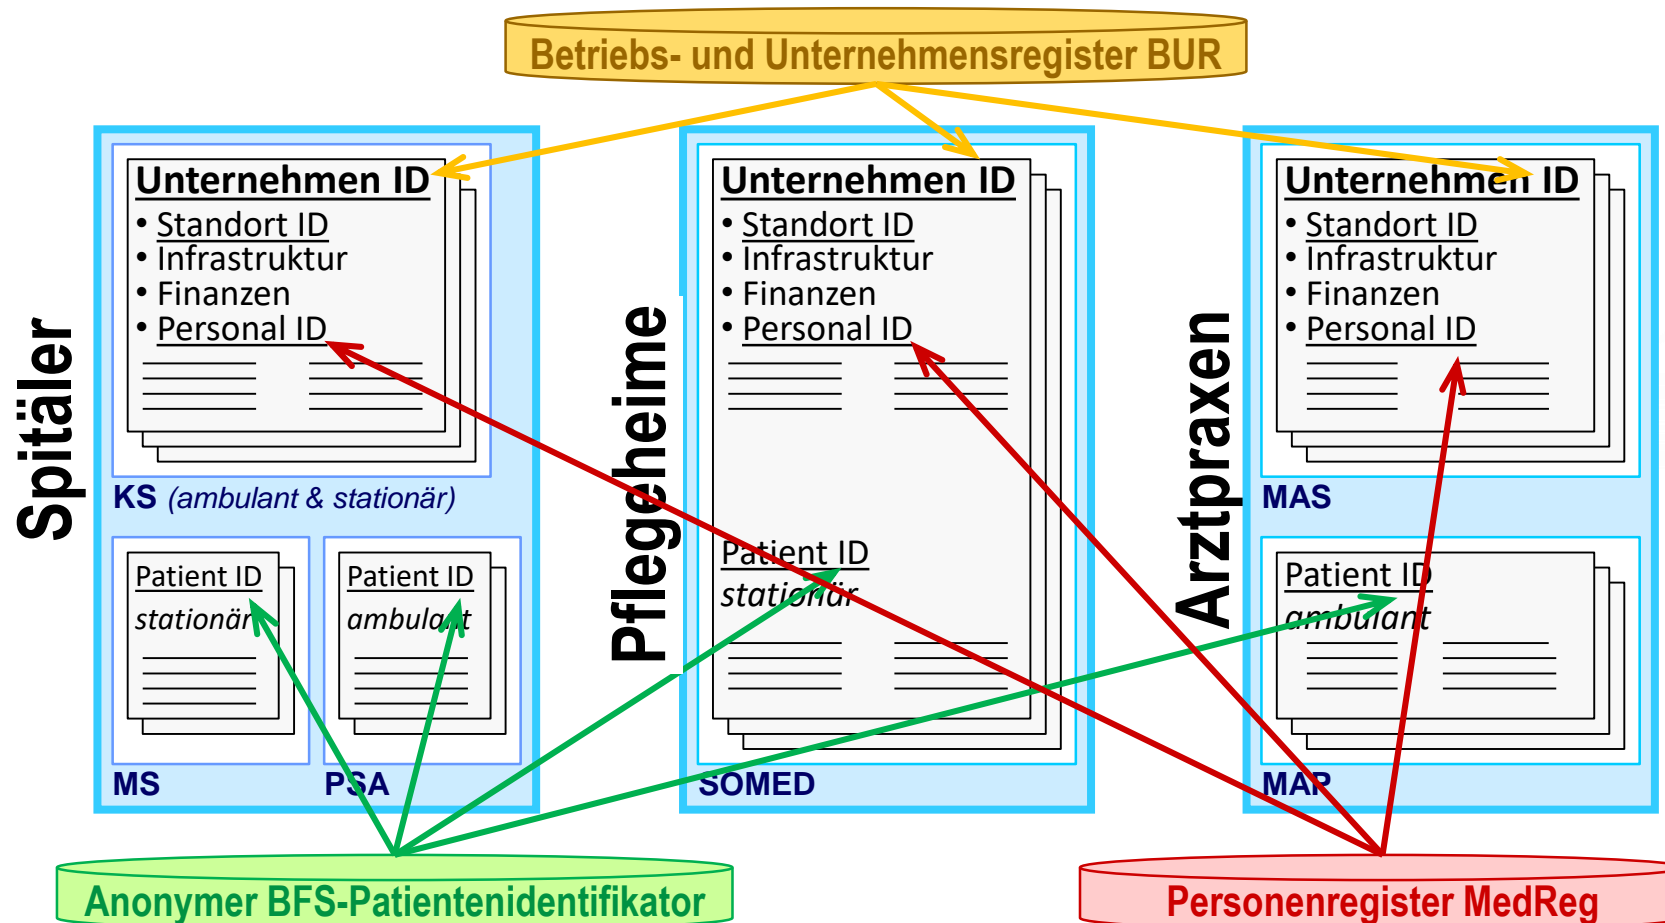 Betriebs- und Unternehmensregister BUR
Spitäler
Unternehmen ID
• Standort ID
• Infrastruktur
• Finanzen
• Personal ID
KS (ambulant & stationär)
Patient ID
stationär
MS
Patient ID
ambulant
PSA
Pflegeheime
Unternehmen ID
• Standort ID
• Infrastruktur
• Finanzen
• Personal ID
Patient ID
stationär
SOMED
Arztpraxen
Unternehmen ID
• Standort ID
• Infrastruktur
• Finanzen
• Personal ID
MAS
Patient ID
ambulant
MAP
Anonymer BFS-Patientenidentifikator
Personenregister MedReg